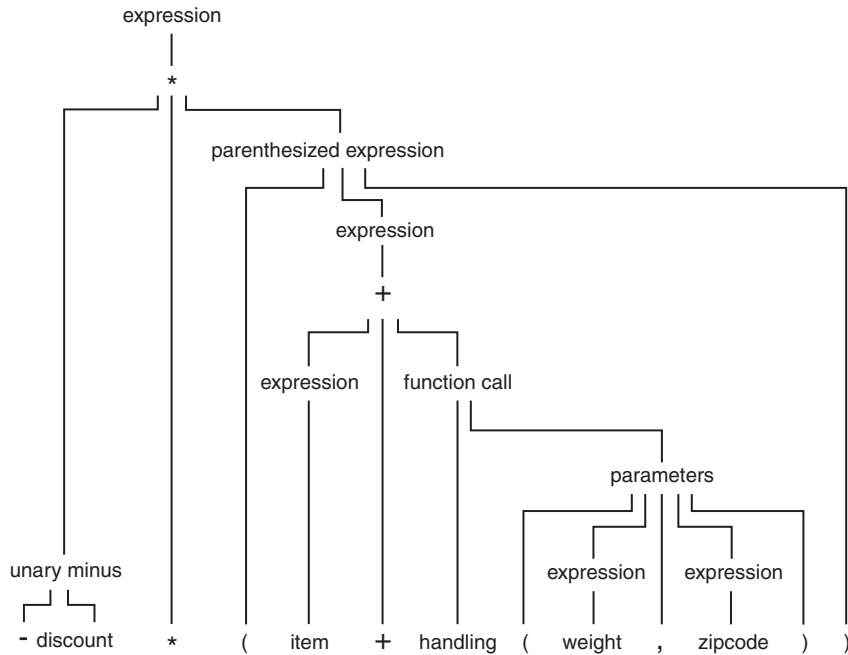 expression
*
parenthesized expression
expression
+
expression function call
parameters
unary minus expression expression
- discount * ( item + handling ( weight , zipcode ) )